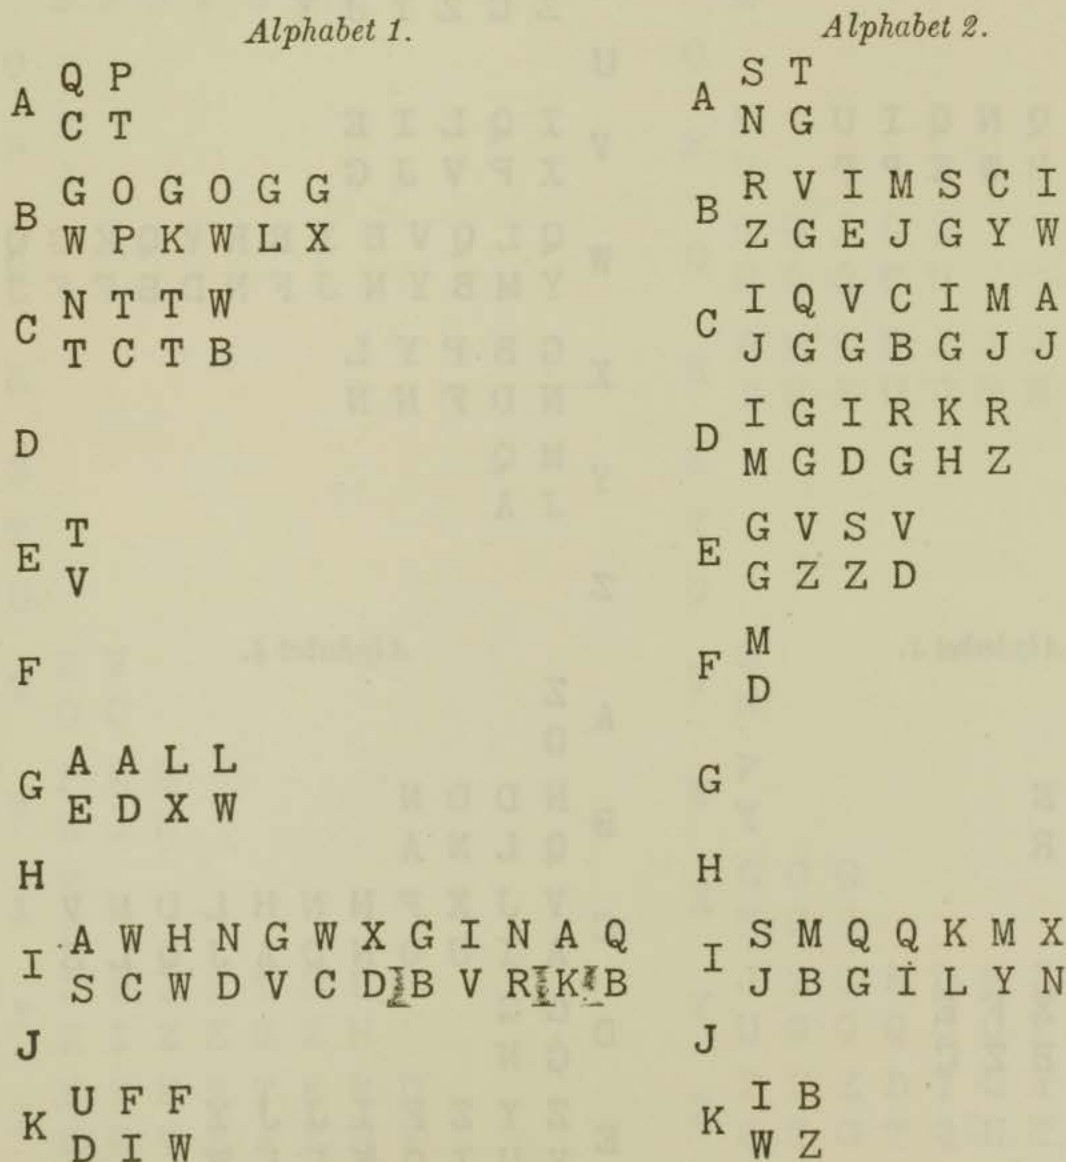 Alphabet 1.
Q P
A
C T
G O G O G G
B
W P K W L X
N T T W
C
T C T B
D
T
E
V
F
A A L L
G
E D X W
H
A W H N G W X G I N A Q
I
S C W D V C D B V R K B
J
U F F
K
D I W
Alphabet 2.
S T
A
N G
R V I M S C I
B
Z G E J G Y W
I Q V C I M A
C
J G G B G J J
I G I R K R
D
M G D G H Z
G V S V
E
G Z Z D
M
F
D
G
H
S M Q Q K M X
I
J B G I L Y N
J
I B
K
W Z